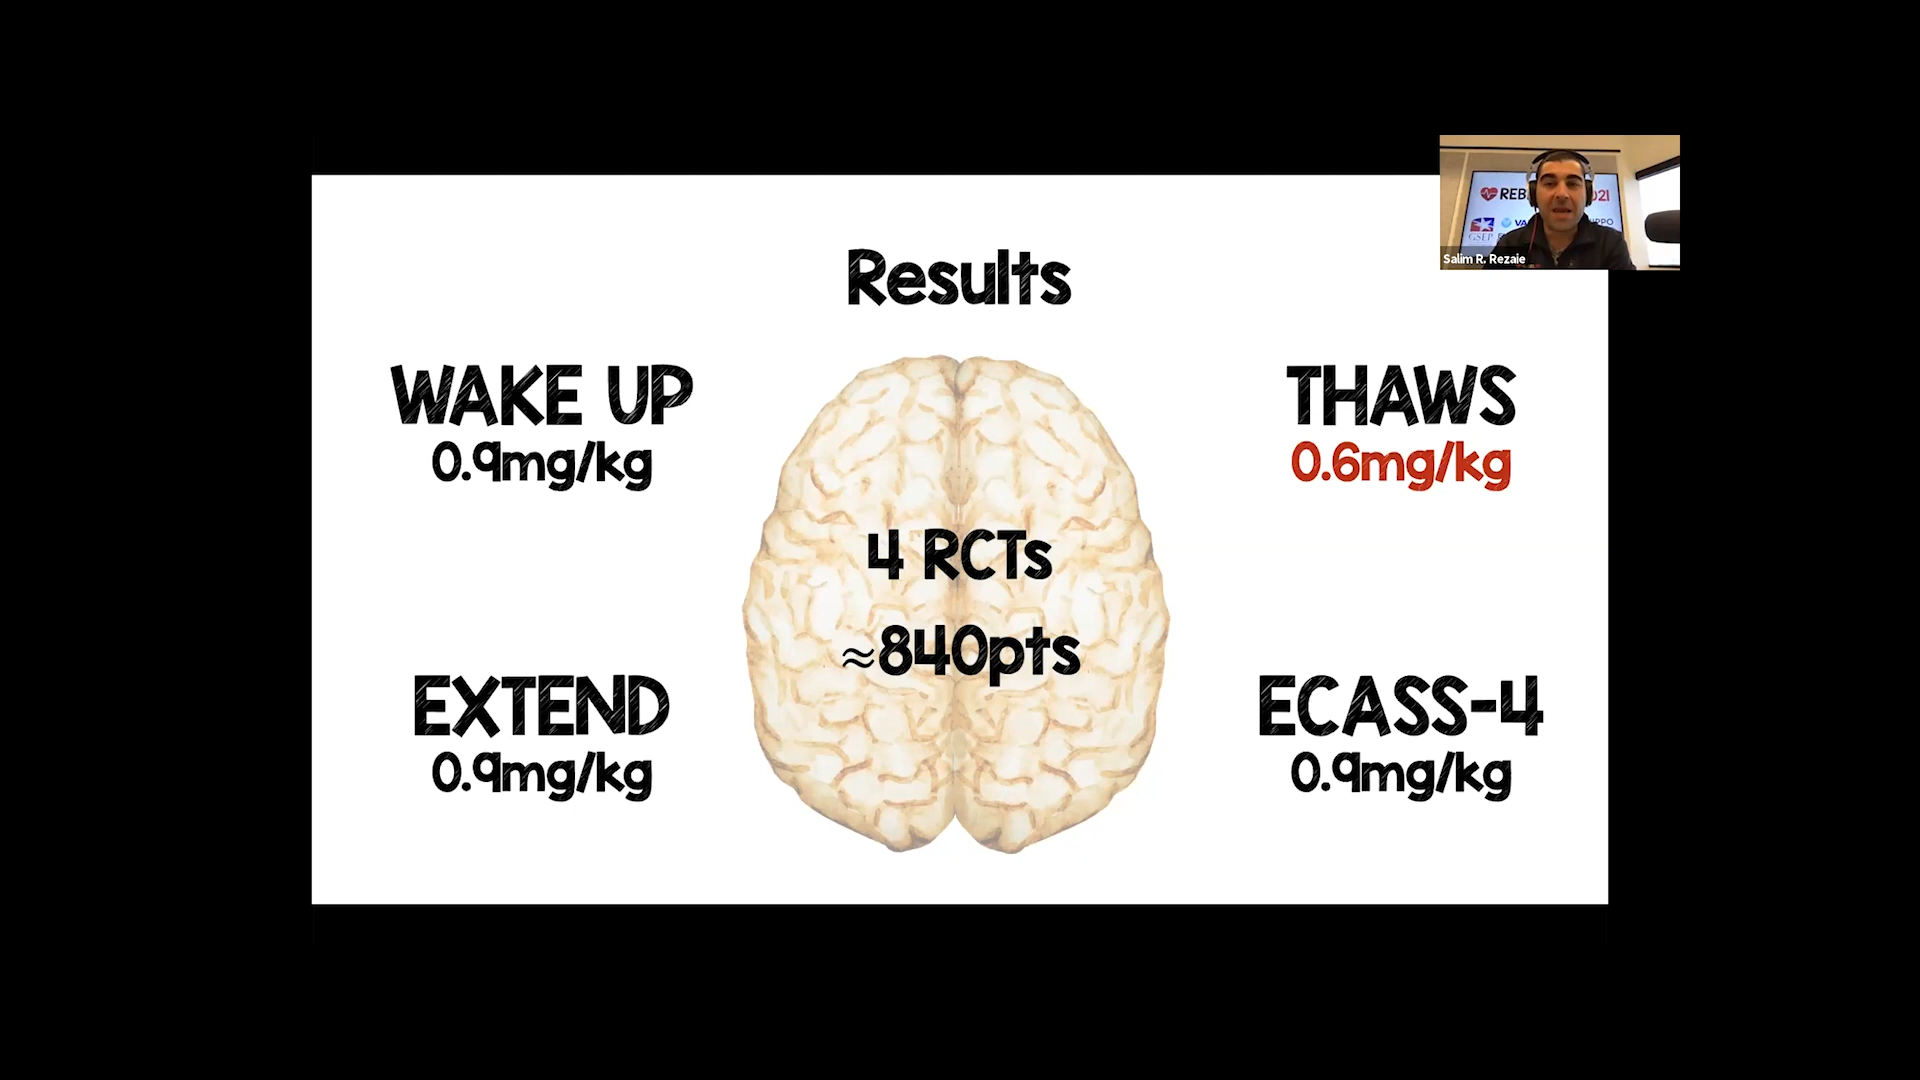 Results
WAKE UP
0.9mg/kg
THAWS
0.6mg/kg
4 RCTs
≈840pts
EXTEND
0.9mg/kg
ECASS-4
0.9mg/kg
Salim R. Rezaie
GSEP